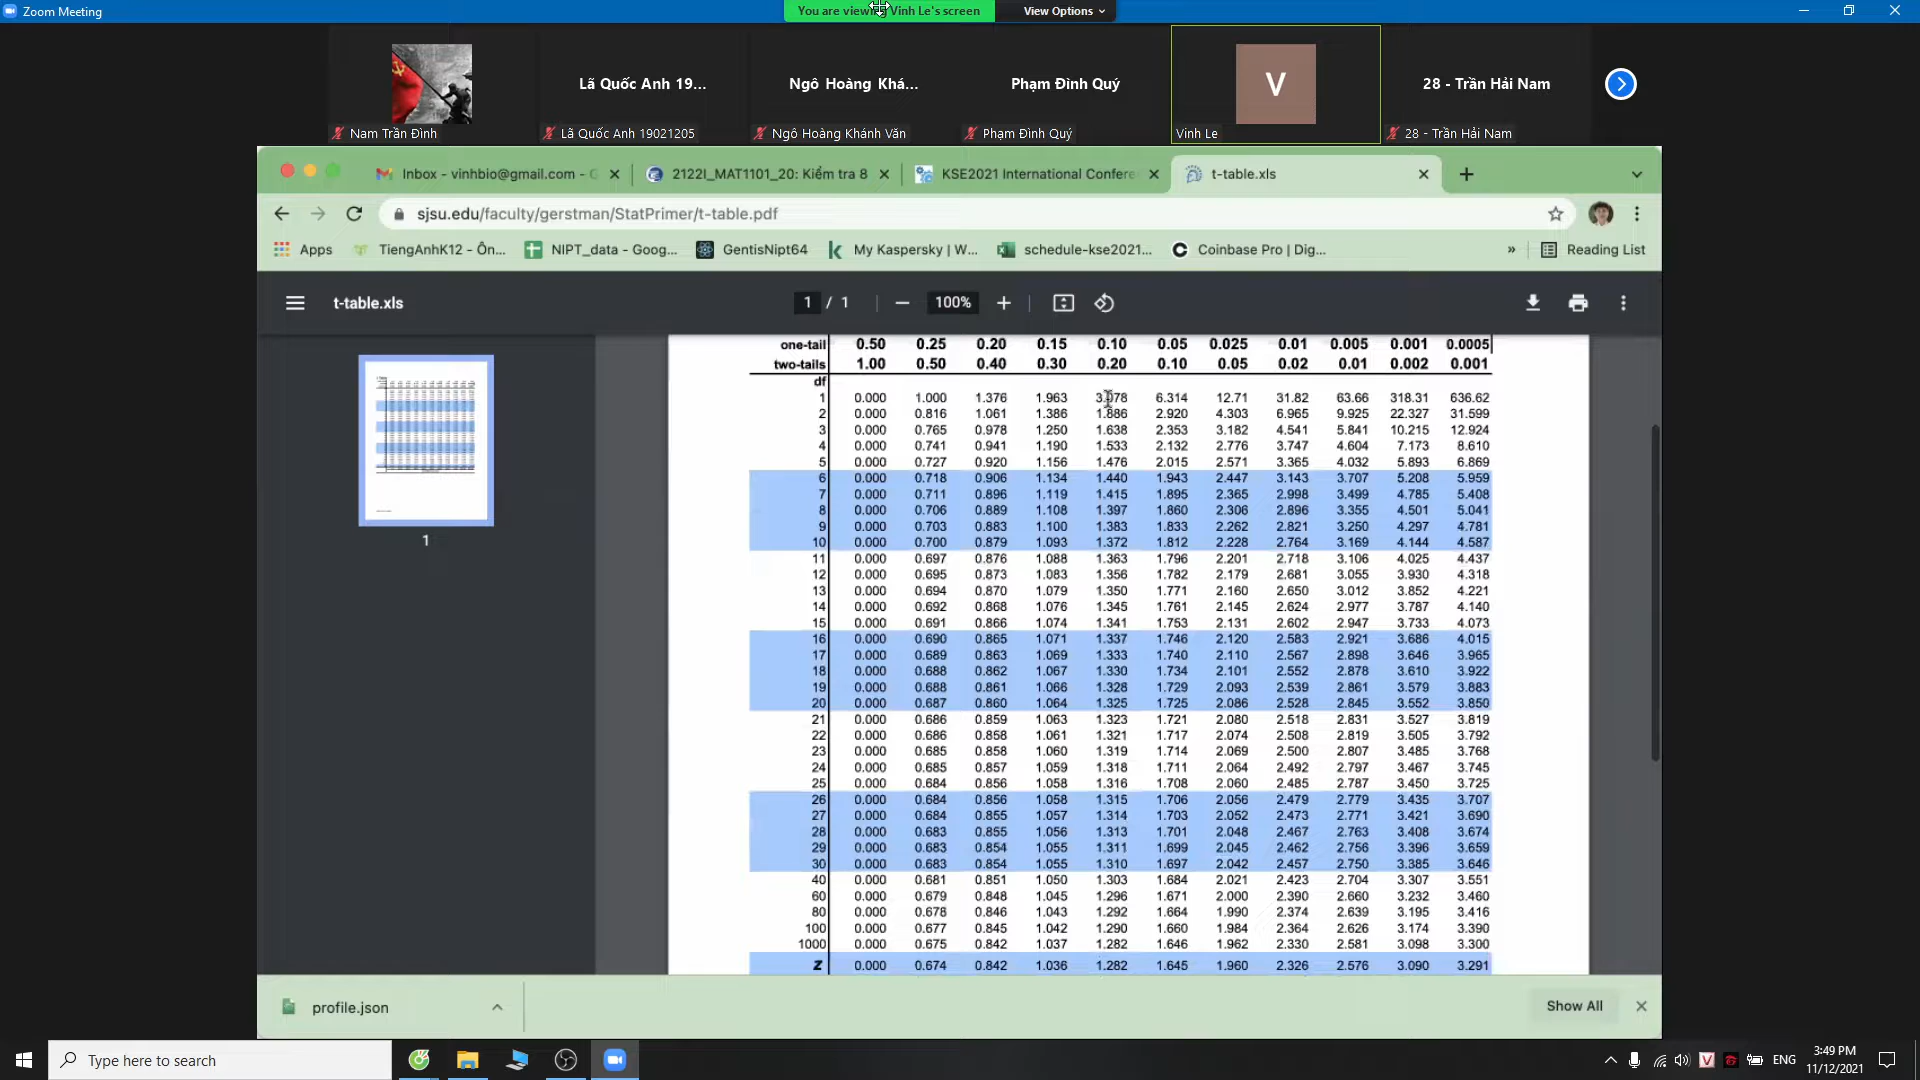 Zoom Meeting
You are viewing Vinh Le's screen
View Options
Lã Quốc Anh 19...
Ngô Hoàng Khá...
Phạm Đình Quý
V
28 - Trần Hải Nam
Nam Trần Đình
Lã Quốc Anh 19021205
Ngô Hoàng Khánh Văn
Phạm Đình Quý
Vinh Le
28 - Trần Hải Nam
Inbox - vinhbio@gmail.com - G
2122I_MAT1101_20: Kiểm tra 8
KSE2021 International Confere
t-table.xls
sjsu.edu/faculty/gerstman/StatPrimer/t-table.pdf
Apps
TiengAnhK12 - Ôn...
NIPT_data - Goog...
GentisNipt64
My Kaspersky | W...
schedule-kse2021...
Coinbase Pro | Dig...
»
Reading List
t-table.xls
1 / 1
100%
1
one-tail 0.50 0.25 0.20 0.15 0.10 0.05 0.025 0.01 0.005 0.001 0.0005
two-tails 1.00 0.50 0.40 0.30 0.20 0.10 0.05 0.02 0.01 0.002 0.001
df
1 0.000 1.000 1.376 1.963 3.078 6.314 12.71 31.82 63.66 318.31 636.62
2 0.000 0.816 1.061 1.386 1.886 2.920 4.303 6.965 9.925 22.327 31.599
3 0.000 0.765 0.978 1.250 1.638 2.353 3.182 4.541 5.841 10.215 12.924
4 0.000 0.741 0.941 1.190 1.533 2.132 2.776 3.747 4.604 7.173 8.610
5 0.000 0.727 0.920 1.156 1.476 2.015 2.571 3.365 4.032 5.893 6.869
6 0.000 0.718 0.906 1.134 1.440 1.943 2.447 3.143 3.707 5.208 5.959
7 0.000 0.711 0.896 1.119 1.415 1.895 2.365 2.998 3.499 4.785 5.408
8 0.000 0.706 0.889 1.108 1.397 1.860 2.306 2.896 3.355 4.501 5.041
9 0.000 0.703 0.883 1.100 1.383 1.833 2.262 2.821 3.250 4.297 4.781
10 0.000 0.700 0.879 1.093 1.372 1.812 2.228 2.764 3.169 4.144 4.587
11 0.000 0.697 0.876 1.088 1.363 1.796 2.201 2.718 3.106 4.025 4.437
12 0.000 0.695 0.873 1.083 1.356 1.782 2.179 2.681 3.055 3.930 4.318
13 0.000 0.694 0.870 1.079 1.350 1.771 2.160 2.650 3.012 3.852 4.221
14 0.000 0.692 0.868 1.076 1.345 1.761 2.145 2.624 2.977 3.787 4.140
15 0.000 0.691 0.866 1.074 1.341 1.753 2.131 2.602 2.947 3.733 4.073
16 0.000 0.690 0.865 1.071 1.337 1.746 2.120 2.583 2.921 3.686 4.015
17 0.000 0.689 0.863 1.069 1.333 1.740 2.110 2.567 2.898 3.646 3.965
18 0.000 0.688 0.862 1.067 1.330 1.734 2.101 2.552 2.878 3.610 3.922
19 0.000 0.688 0.861 1.066 1.328 1.729 2.093 2.539 2.861 3.579 3.883
20 0.000 0.687 0.860 1.064 1.325 1.725 2.086 2.528 2.845 3.552 3.850
21 0.000 0.686 0.859 1.063 1.323 1.721 2.080 2.518 2.831 3.527 3.819
22 0.000 0.686 0.858 1.061 1.321 1.717 2.074 2.508 2.819 3.505 3.792
23 0.000 0.685 0.858 1.060 1.319 1.714 2.069 2.500 2.807 3.485 3.768
24 0.000 0.685 0.857 1.059 1.318 1.711 2.064 2.492 2.797 3.467 3.745
25 0.000 0.684 0.856 1.058 1.316 1.708 2.060 2.485 2.787 3.450 3.725
26 0.000 0.684 0.856 1.058 1.315 1.706 2.056 2.479 2.779 3.435 3.707
27 0.000 0.684 0.855 1.057 1.314 1.703 2.052 2.473 2.771 3.421 3.690
28 0.000 0.683 0.855 1.056 1.313 1.701 2.048 2.467 2.763 3.408 3.674
29 0.000 0.683 0.854 1.055 1.311 1.699 2.045 2.462 2.756 3.396 3.659
30 0.000 0.683 0.854 1.055 1.310 1.697 2.042 2.457 2.750 3.385 3.646
40 0.000 0.681 0.851 1.050 1.303 1.684 2.021 2.423 2.704 3.307 3.551
60 0.000 0.679 0.848 1.045 1.296 1.671 2.000 2.390 2.660 3.232 3.460
80 0.000 0.678 0.846 1.043 1.292 1.664 1.990 2.374 2.639 3.195 3.416
100 0.000 0.677 0.845 1.042 1.290 1.660 1.984 2.364 2.626 3.174 3.390
1000 0.000 0.675 0.842 1.037 1.282 1.646 1.962 2.330 2.581 3.098 3.300
Z 0.000 0.674 0.842 1.036 1.282 1.645 1.960 2.326 2.576 3.090 3.291
profile.json
Show All
Type here to search
V
ENG
3:49 PM
11/12/2021